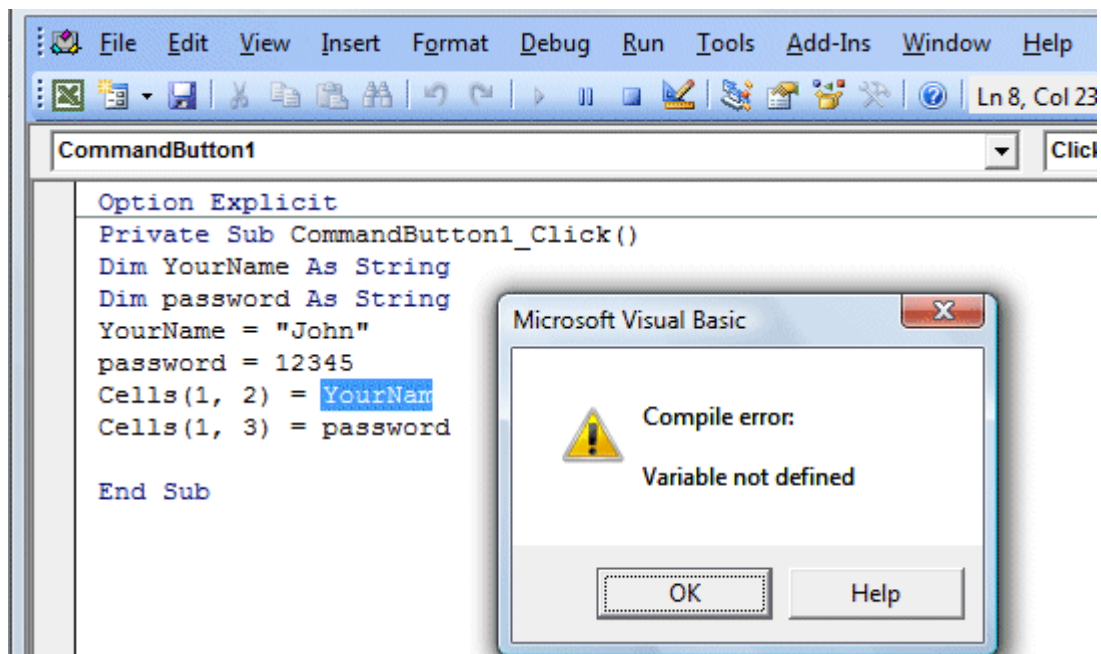 File Edit View Insert Format Debug Run Tools Add-Ins Window Help
Ln 8, Col 23
CommandButton1
Click
Option Explicit
Private Sub CommandButton1_Click()
Dim YourName As String
Dim password As String
YourName = "John"
password = 12345
Cells(1, 2) = YourNam
Cells(1, 3) = password
End Sub
Microsoft Visual Basic
Compile error:
Variable not defined
OK
Help